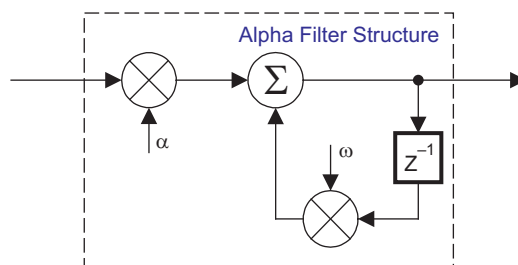 Alpha Filter Structure
Σ
α
ω
Z⁻¹